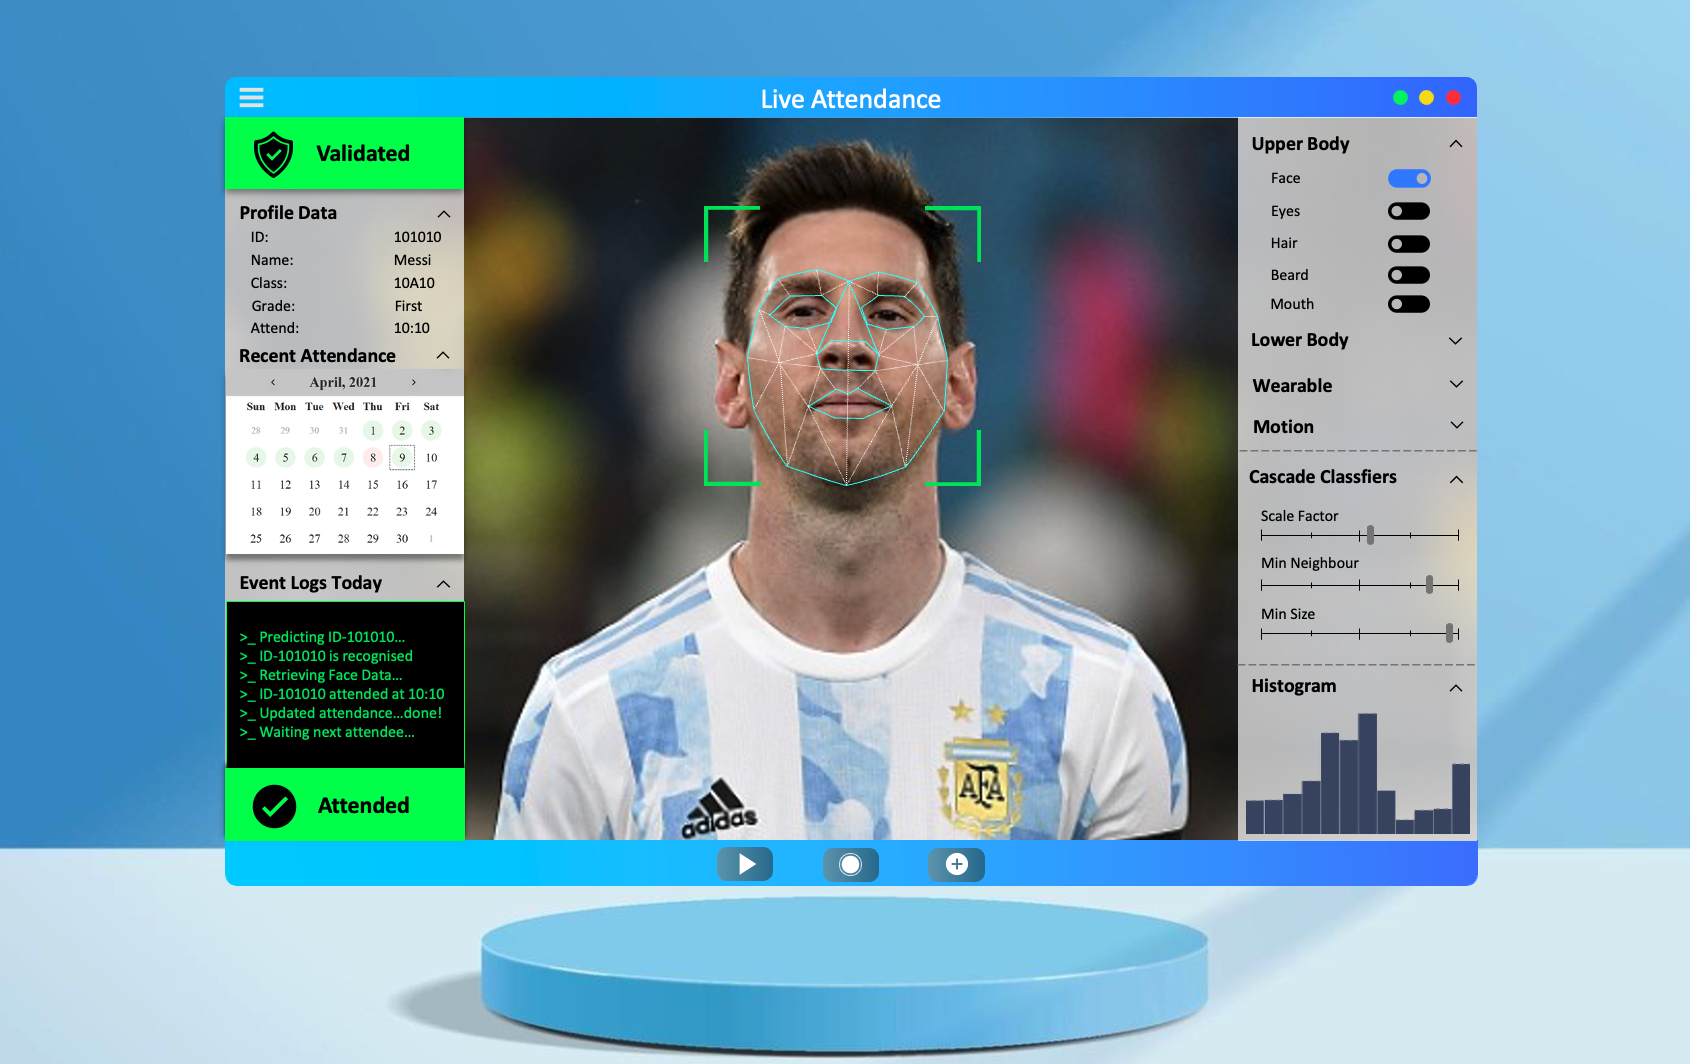 Live Attendance
Validated
Profile Data
ID: 101010
Name: Messi
Class: 10A10
Grade: First
Attend: 10:10
Recent Attendance
‹ April, 2021 ›
Sun Mon Tue Wed Thu Fri Sat
28 29 30 31 1 2 3
4 5 6 7 8 9 10
11 12 13 14 15 16 17
18 19 20 21 22 23 24
25 26 27 28 29 30 1
Event Logs Today
>_ Predicting ID-101010...
>_ ID-101010 is recognised
>_ Retrieving Face Data...
>_ ID-101010 attended at 10:10
>_ Updated attendance...done!
>_ Waiting next attendee...
Attended
adidas
AFA
Upper Body
Face
Eyes
Hair
Beard
Mouth
Lower Body
Wearable
Motion
Cascade Classfiers
Scale Factor
Min Neighbour
Min Size
Histogram